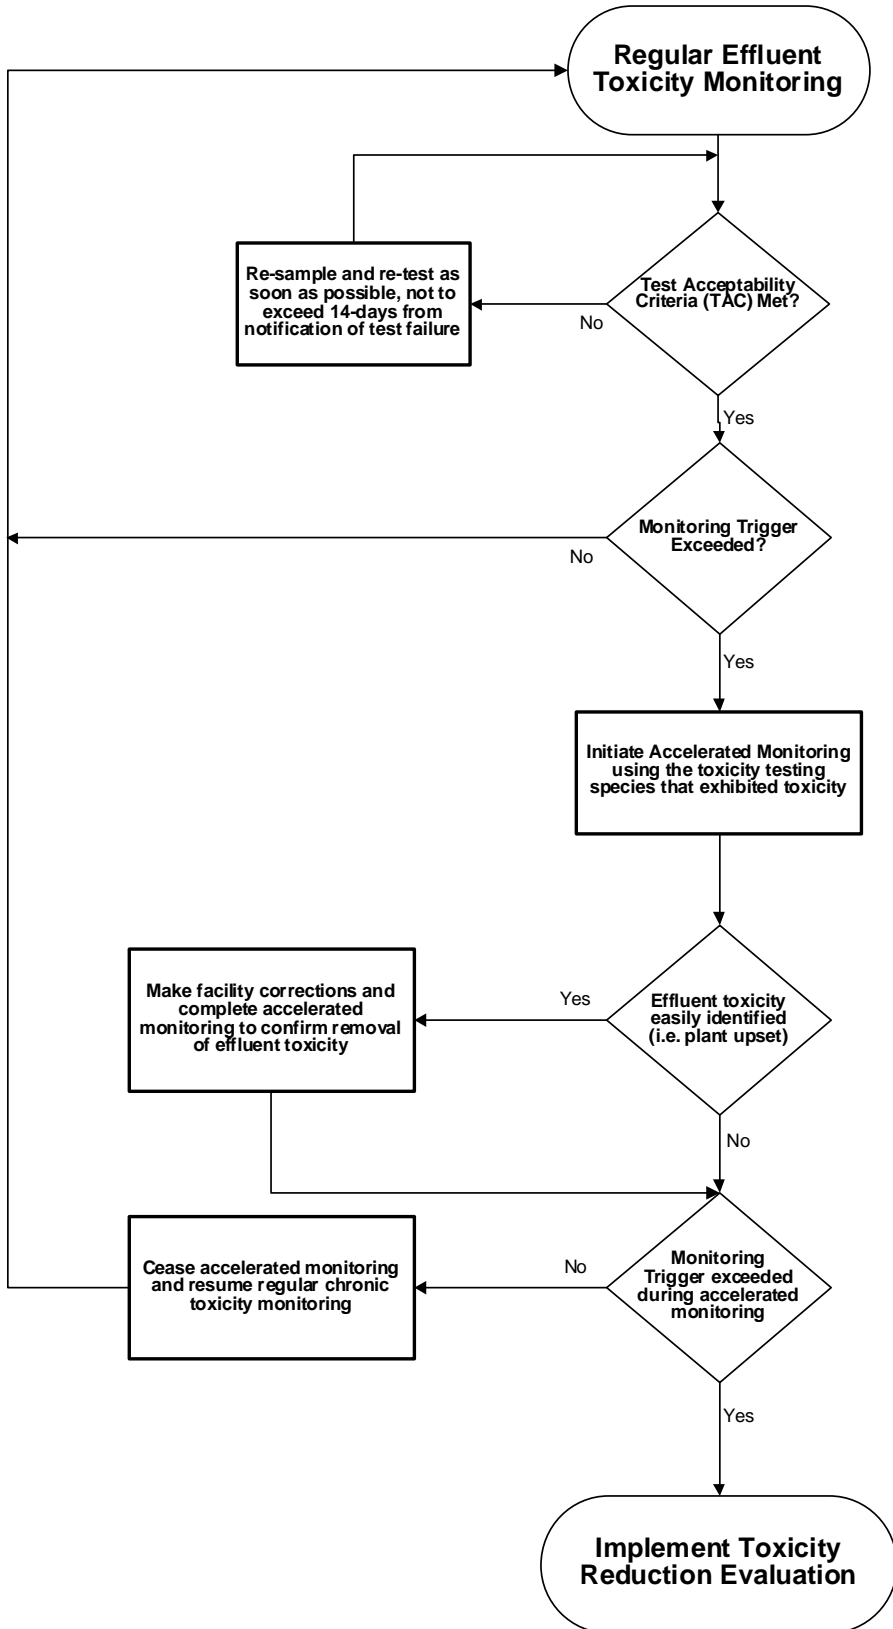 Regular Effluent
Toxicity Monitoring
Test Acceptability
Criteria (TAC) Met?
No
Re-sample and re-test as
soon as possible, not to
exceed 14-days from
notification of test failure
Yes
Monitoring Trigger
Exceeded?
No
Yes
Initiate Accelerated Monitoring
using the toxicity testing
species that exhibited toxicity
Effluent toxicity
easily identified
(i.e. plant upset)
Yes
Make facility corrections and
complete accelerated
monitoring to confirm removal
of effluent toxicity
No
Monitoring
Trigger exceeded
during accelerated
monitoring
No
Cease accelerated monitoring
and resume regular chronic
toxicity monitoring
Yes
Implement Toxicity
Reduction Evaluation